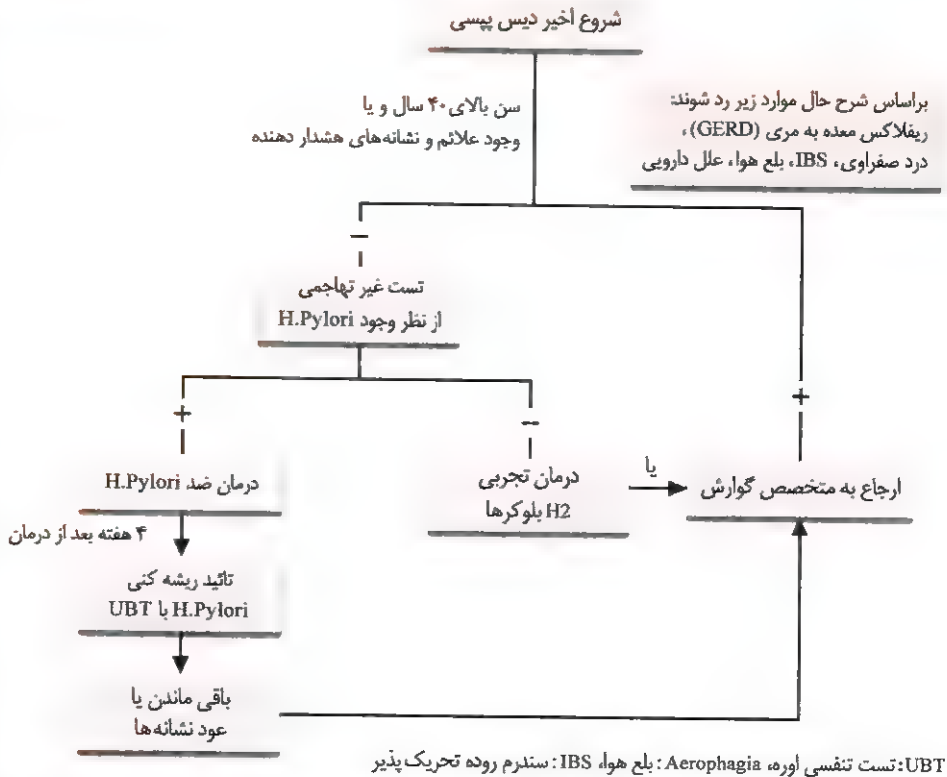 شروع اخیر دیس پپسی
سن بالای ۴۰ سال و یا
وجود علائم و نشانه‌های هشدار دهنده
براساس شرح حال موارد زیر رد شوند:
ریفلاکس معده به مری (GERD)،
درد صفراوی، IBS، بلع هوا، علل دارویی
−
تست غیر تهاجمی
از نظر وجود H.Pylori
+
−
+
درمان ضد H.Pylori
درمان تجربی
H2 بلوکرها
یا
ارجاع به متخصص گوارش
۴ هفته بعد از درمان
تائید ریشه کنی
H.Pylori با UBT
باقی ماندن یا
عود نشانه‌ها
UBT: تست تنفسی اوره، Aerophagia: بلع هوا، IBS: سندرم روده تحریک پذیر